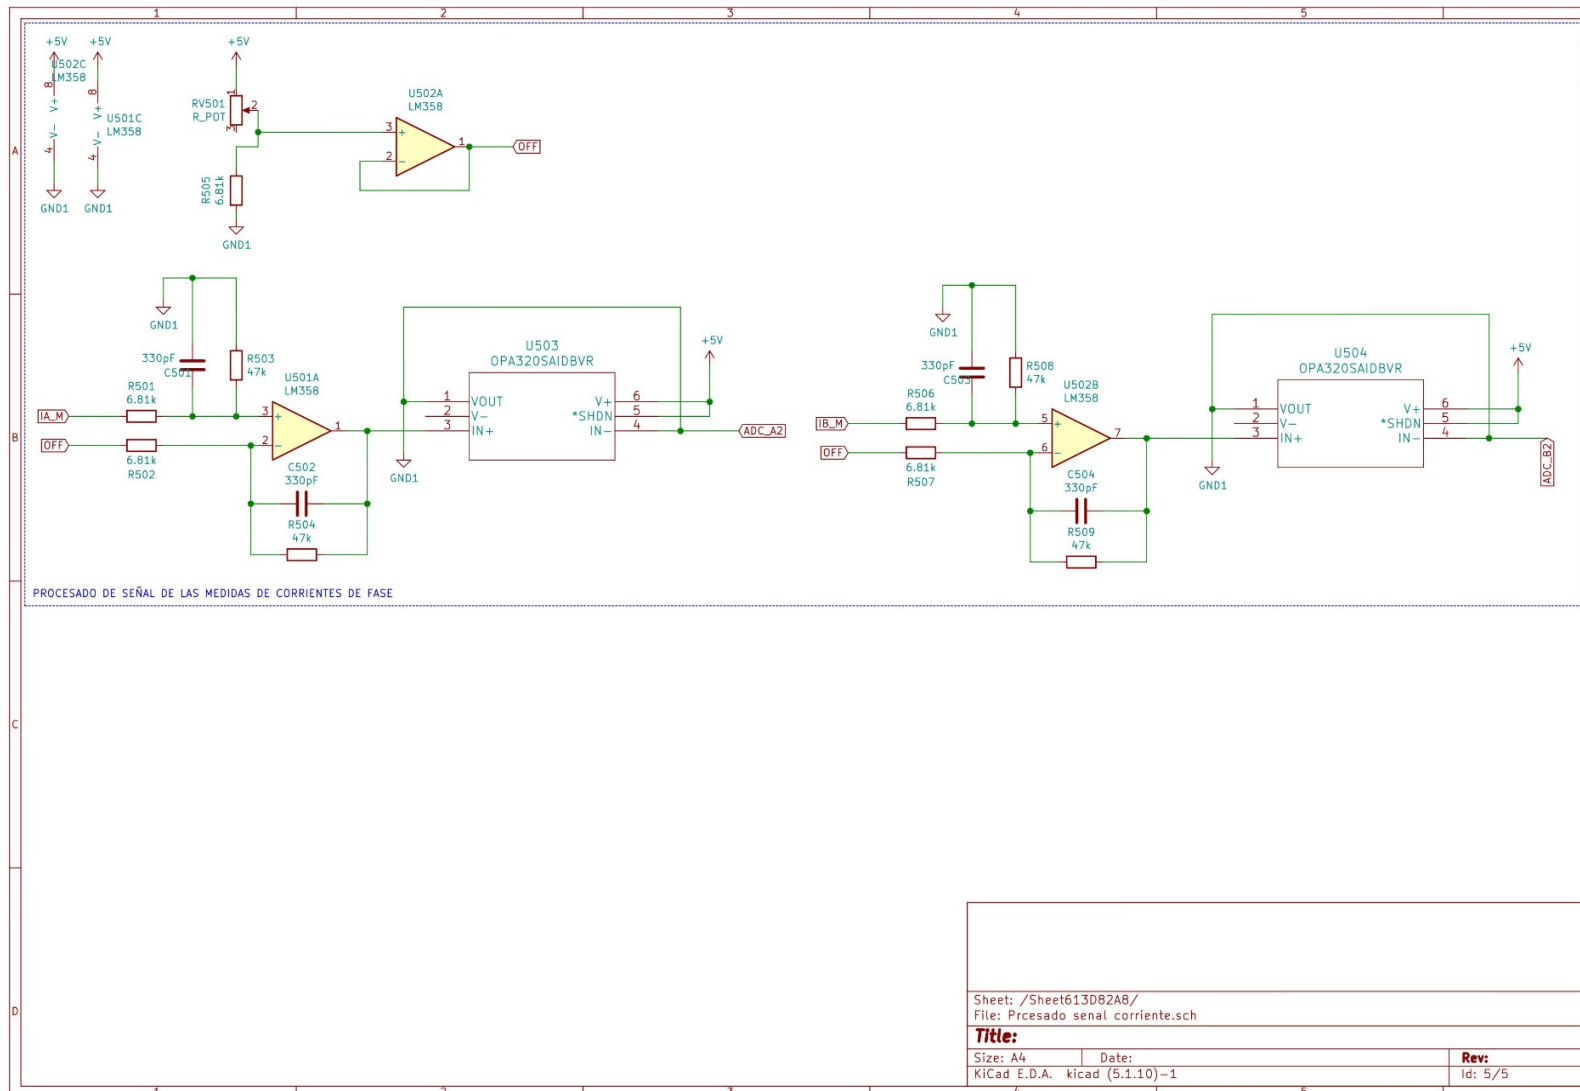 1 2 3 4 5
+5V +5V +5V
U502C
LM358
8 V+ V- 4
8 V+ V- 4
U501C
LM358
GND1 GND1
RV501
R_POT
1 2 3
R505
6.81k
GND1
U502A
LM358
3 + 2 - 1
OFF
A
GND1
330pF
C501
R503
47k
R501
6.81k
U501A
LM358
IA_M
3 + 2 - 1
OFF
6.81k
R502
C502
330pF
R504
47k
U503
OPA320SAIDBVR
+5V
1 VOUT V+ 6
2 V- *SHDN 5
3 IN+ IN- 4
ADC_A2
GND1
GND1
330pF
C503
R508
47k
R506
6.81k
U502B
LM358
IB_M
5 + 6 - 7
OFF
6.81k
R507
C504
330pF
R509
47k
U504
OPA320SAIDBVR
+5V
1 VOUT V+ 6
2 V- *SHDN 5
3 IN+ IN- 4
ADC_B2
GND1
B
PROCESADO DE SEÑAL DE LAS MEDIDAS DE CORRIENTES DE FASE
C
D
Sheet: /Sheet613D82A8/
File: Prcesado senal corriente.sch
Title:
Size: A4 Date: Rev:
KiCad E.D.A. kicad (5.1.10)-1 Id: 5/5